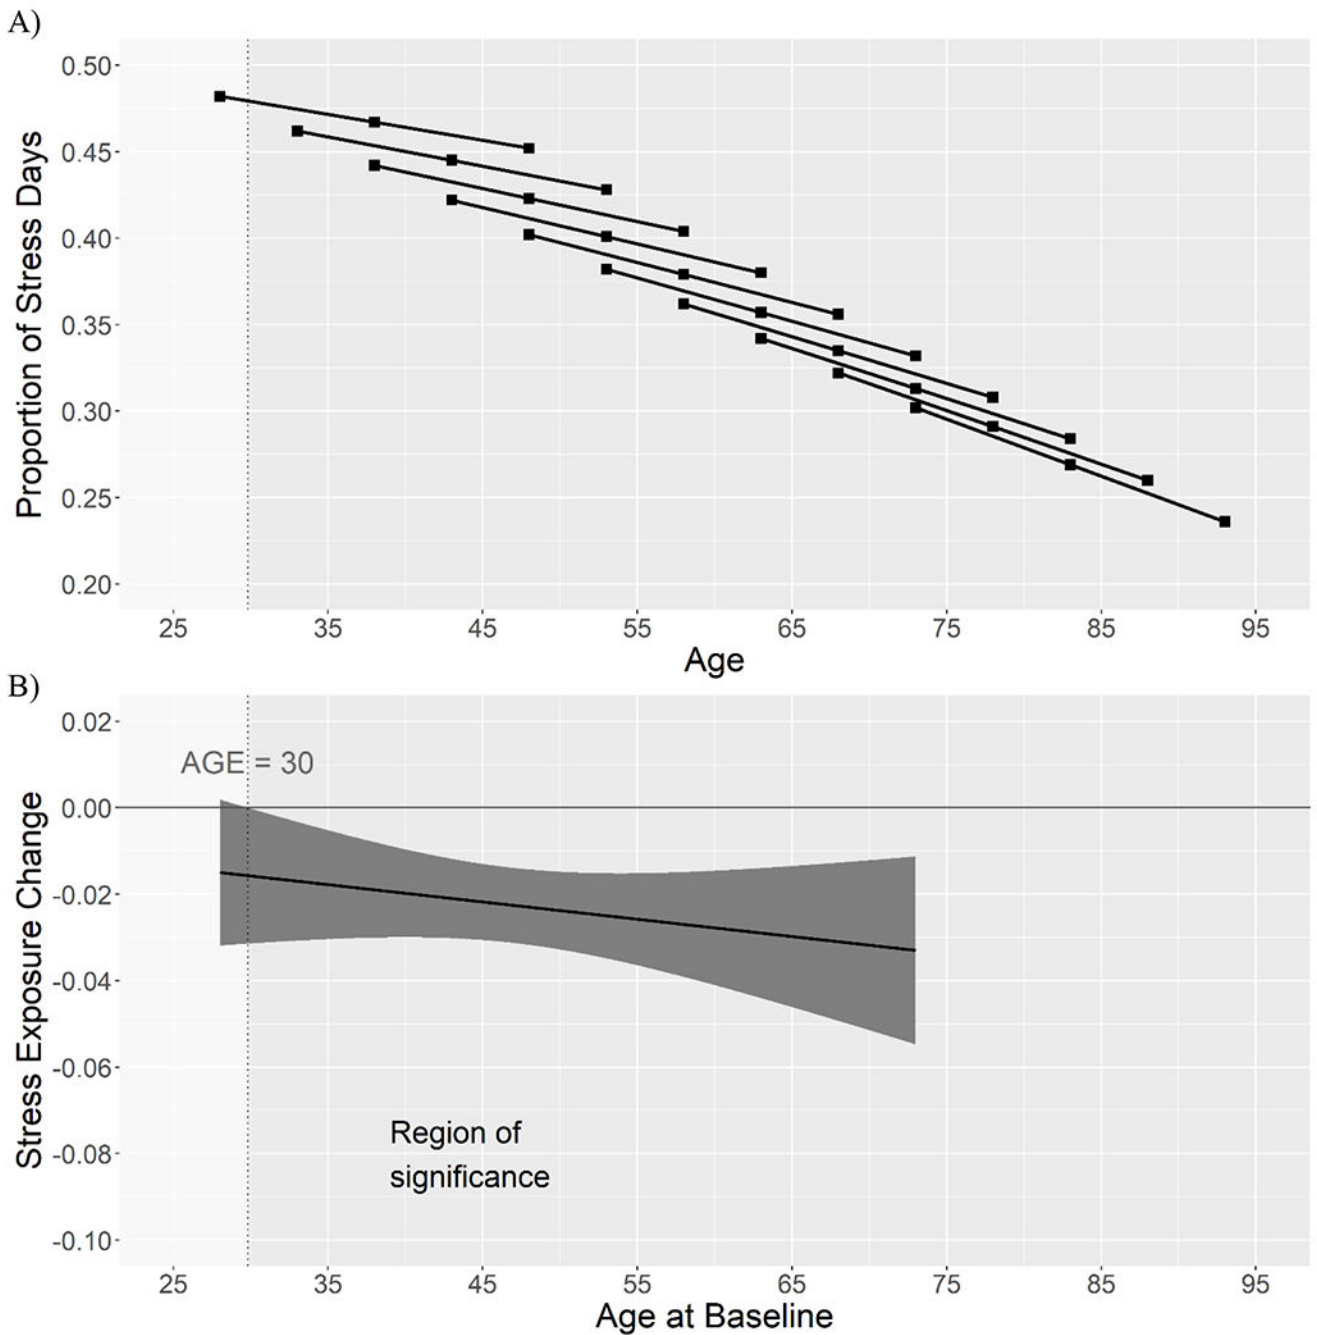 A)
Proportion of Stress Days
0.50
0.45
0.40
0.35
0.30
0.25
0.20
25 35 45 55 65 75 85 95
Age
B)
Stress Exposure Change
0.02
0.00
-0.02
-0.04
-0.06
-0.08
-0.10
AGE = 30
Region of
significance
25 35 45 55 65 75 85 95
Age at Baseline